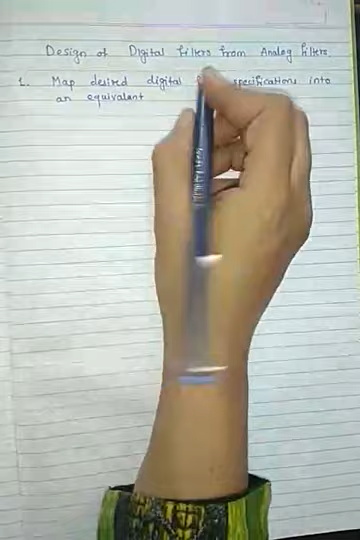 Design of Digital Filters from Analog Filters.
1. Map desired digital specifications into
an equivalent